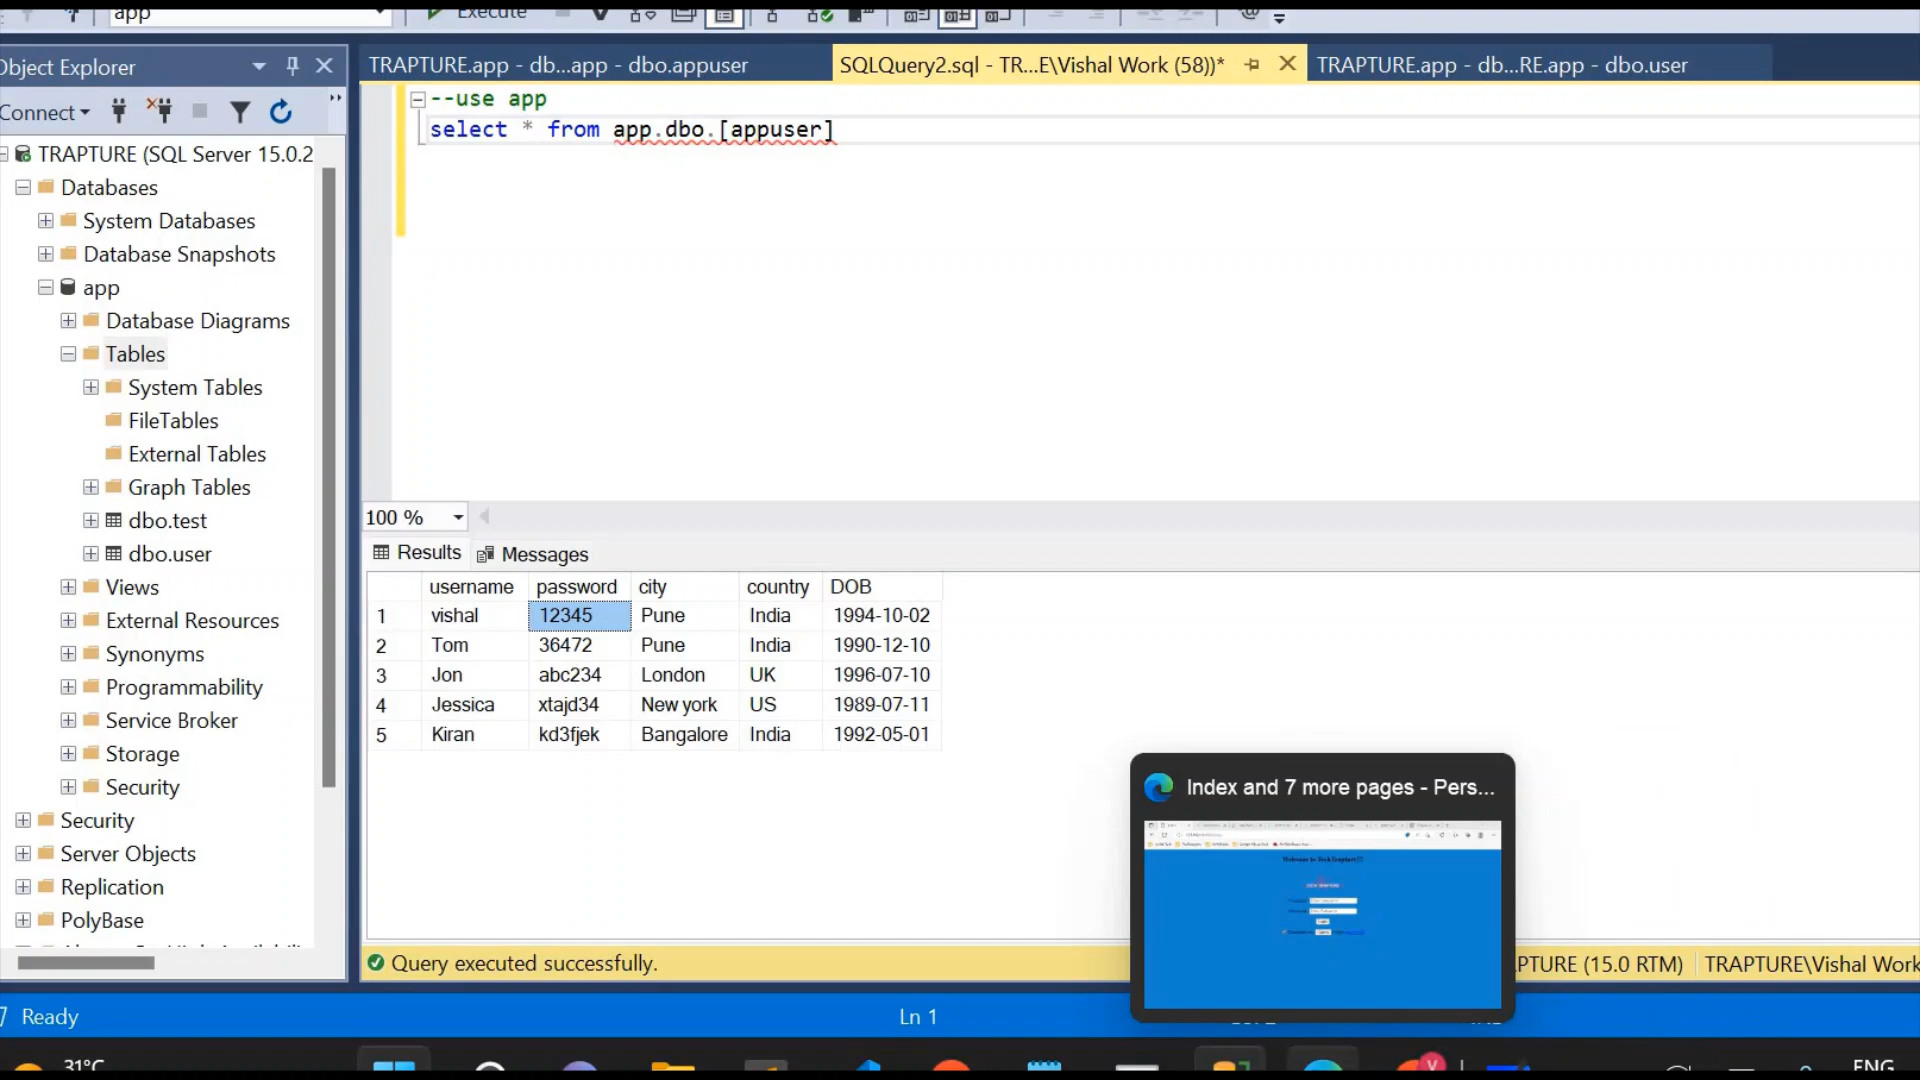 app
Execute
Object Explorer
TRAPTURE.app - db...app - dbo.appuser
SQLQuery2.sql - TR...E\Vishal Work (58))*
TRAPTURE.app - db...RE.app - dbo.user
Connect
--use app
select * from app.dbo.[appuser]
TRAPTURE (SQL Server 15.0.2
Databases
System Databases
Database Snapshots
app
Database Diagrams
Tables
System Tables
FileTables
External Tables
Graph Tables
dbo.test
dbo.user
Views
External Resources
Synonyms
Programmability
Service Broker
Storage
Security
Security
Server Objects
Replication
PolyBase
100 %
Results Messages
username password city country DOB
1 vishal 12345 Pune India 1994-10-02
2 Tom 36472 Pune India 1990-12-10
3 Jon abc234 London UK 1996-07-10
4 Jessica xtajd34 New york US 1989-07-11
5 Kiran kd3fjek Bangalore India 1992-05-01
Index and 7 more pages - Pers...
Query executed successfully.
PTURE (15.0 RTM)
TRAPTURE\Vishal Work
Ready
Ln 1
31°C
ENG